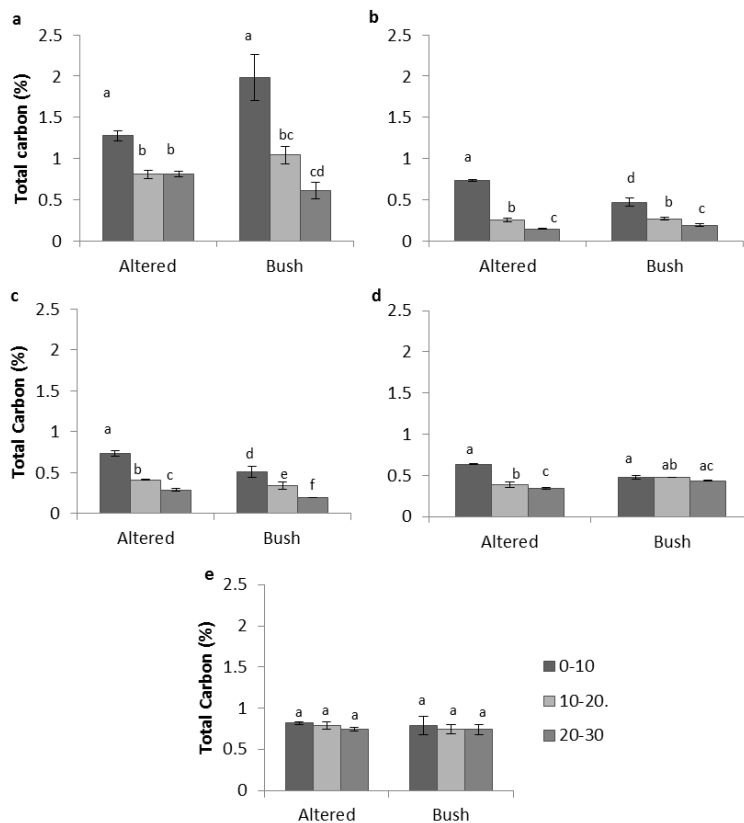 a
Total carbon (%)
2.5
2
1.5
1
0.5
0
a
b
b
a
bc
cd
Altered
Bush
b
2.5
2
1.5
1
0.5
0
a
b
c
d
b
c
Altered
Bush
c
Total Carbon (%)
2.5
2
1.5
1
0.5
0
a
b
c
d
e
f
Altered
Bush
d
2.5
2
1.5
1
0.5
0
a
b
c
a
ab
ac
Altered
Bush
e
Total Carbon (%)
2.5
2
1.5
1
0.5
0
a
a
a
a
a
a
Altered
Bush
0-10
10-20.
20-30